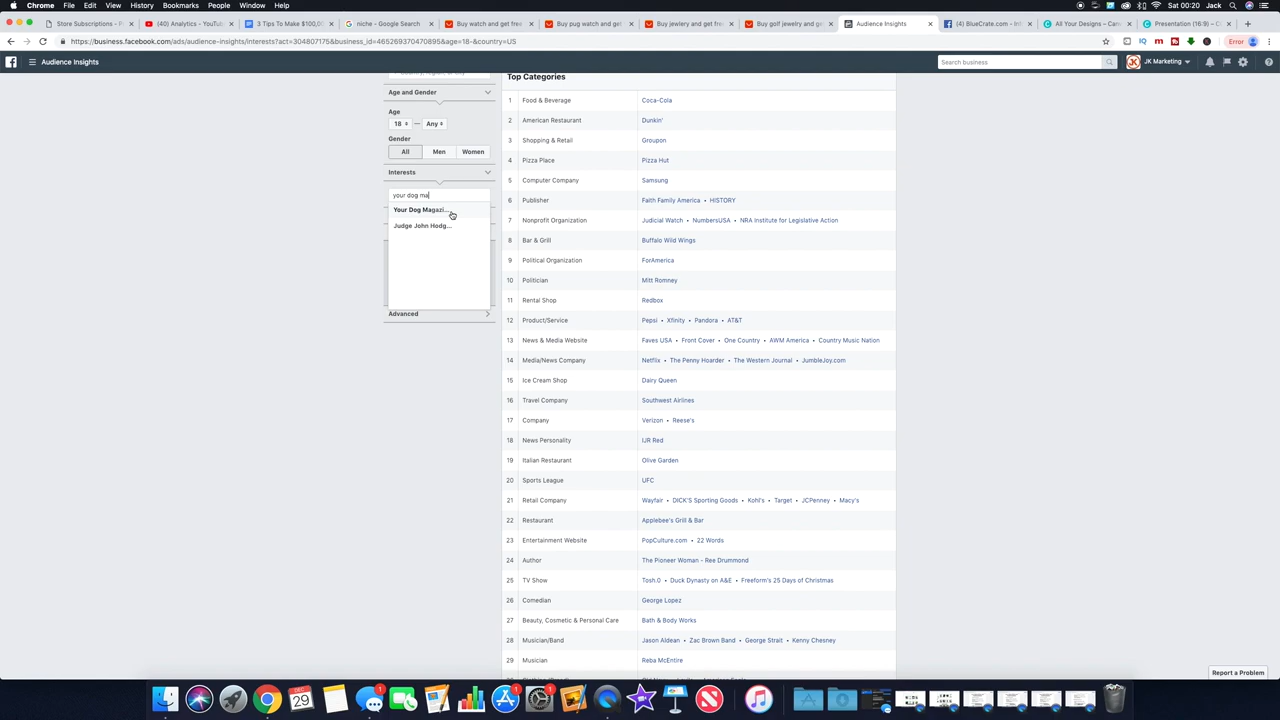 Chrome File Edit View History Bookmarks People Window Help Sat 00:20 Jack
Store Subscriptions - P (40) Analytics - YouTu 3 Tips To Make $100,0 niche - Google Search Buy watch and get free Buy pug watch and get Buy jewlery and get free Buy golf jewelry and ge Audience Insights (4) BlueCrate.com - Inf All Your Designs – Canv Presentation (16:9) – C
https://business.facebook.com/ads/audience-insights/interests?act=304807175&business_id=465269370470895&age=18-&country=US Error
Audience Insights Search business JK Marketing
Top Categories
Age and Gender
Age
18 — Any
Gender
All Men Women
Interests
your dog ma
Your Dog Magazi...
Judge John Hodg...
Advanced
1 Food & Beverage Coca-Cola
2 American Restaurant Dunkin'
3 Shopping & Retail Groupon
4 Pizza Place Pizza Hut
5 Computer Company Samsung
6 Publisher Faith Family America • HISTORY
7 Nonprofit Organization Judicial Watch • NumbersUSA • NRA Institute for Legislative Action
8 Bar & Grill Buffalo Wild Wings
9 Political Organization ForAmerica
10 Politician Mitt Romney
11 Rental Shop Redbox
12 Product/Service Pepsi • Xfinity • Pandora • AT&T
13 News & Media Website Faves USA • Front Cover • One Country • AWM America • Country Music Nation
14 Media/News Company Netflix • The Penny Hoarder • The Western Journal • JumbleJoy.com
15 Ice Cream Shop Dairy Queen
16 Travel Company Southwest Airlines
17 Company Verizon • Reese's
18 News Personality IJR Red
19 Italian Restaurant Olive Garden
20 Sports League UFC
21 Retail Company Wayfair • DICK'S Sporting Goods • Kohl's • Target • JCPenney • Macy's
22 Restaurant Applebee's Grill & Bar
23 Entertainment Website PopCulture.com • 22 Words
24 Author The Pioneer Woman - Ree Drummond
25 TV Show Tosh.0 • Duck Dynasty on A&E • Freeform's 25 Days of Christmas
26 Comedian George Lopez
27 Beauty, Cosmetic & Personal Care Bath & Body Works
28 Musician/Band Jason Aldean • Zac Brown Band • George Strait • Kenny Chesney
29 Musician Reba McEntire
Report a Problem